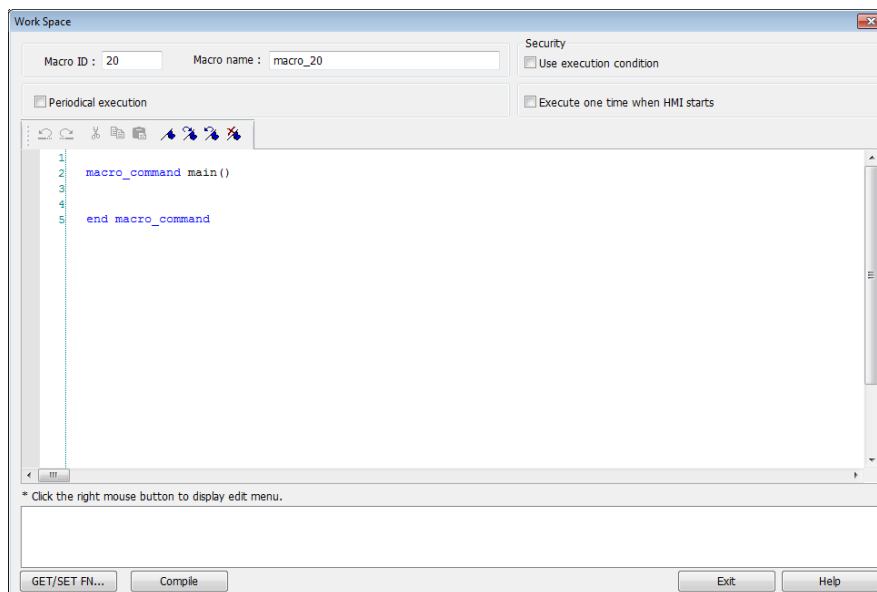 Work Space
Security
Macro ID : 20 Macro name : macro_20
Use execution condition
Periodical execution Execute one time when HMI starts
1
2 macro_command main()
3
4
5 end macro_command
* Click the right mouse button to display edit menu.
GET/SET FN... Compile Exit Help